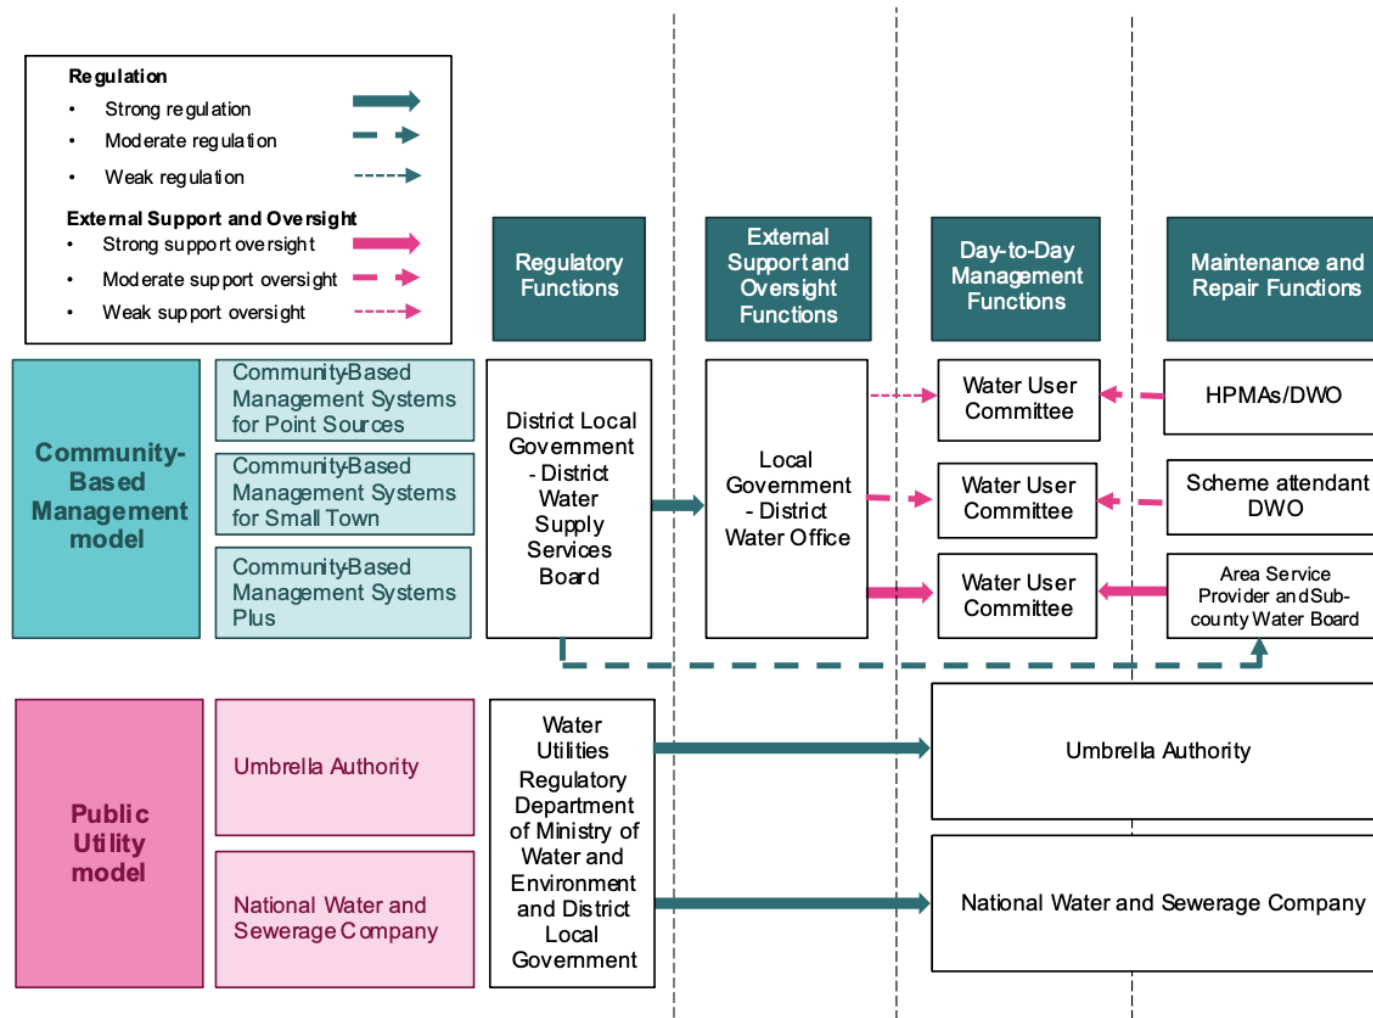 Regulation
• Strong regulation
• Moderate regulation
• Weak regulation
External Support and Oversight
• Strong support oversight
• Moderate support oversight
• Weak support oversight
Regulatory
Functions
External
Support and
Oversight
Functions
Day-to-Day
Management
Functions
Maintenance and
Repair Functions
Community-
Based
Management
model
Community-Based
Management Systems
for Point Sources
Community-Based
Management Systems
for Small Town
Community-Based
Management Systems
Plus
District Local
Government
- District
Water
Supply
Services
Board
Local
Government
- District
Water Office
Water User
Committee
HPMAs/DWO
Water User
Committee
Scheme attendant
DWO
Water User
Committee
Area Service
Provider and Sub-
county Water Board
Public
Utility
model
Umbrella Authority
National Water and
Sewerage Company
Water
Utilities
Regulatory
Department
of Ministry of
Water and
Environment
and District
Local
Government
Umbrella Authority
National Water and Sewerage Company